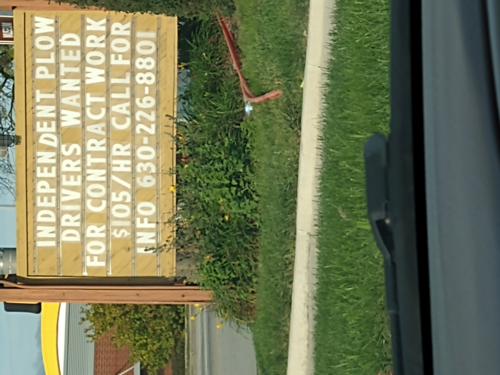 INDEPENDENT PLOW
DRIVERS WANTED
FOR CONTRACT WORK
$105/HR CALL FOR
INFO 630-226-8801